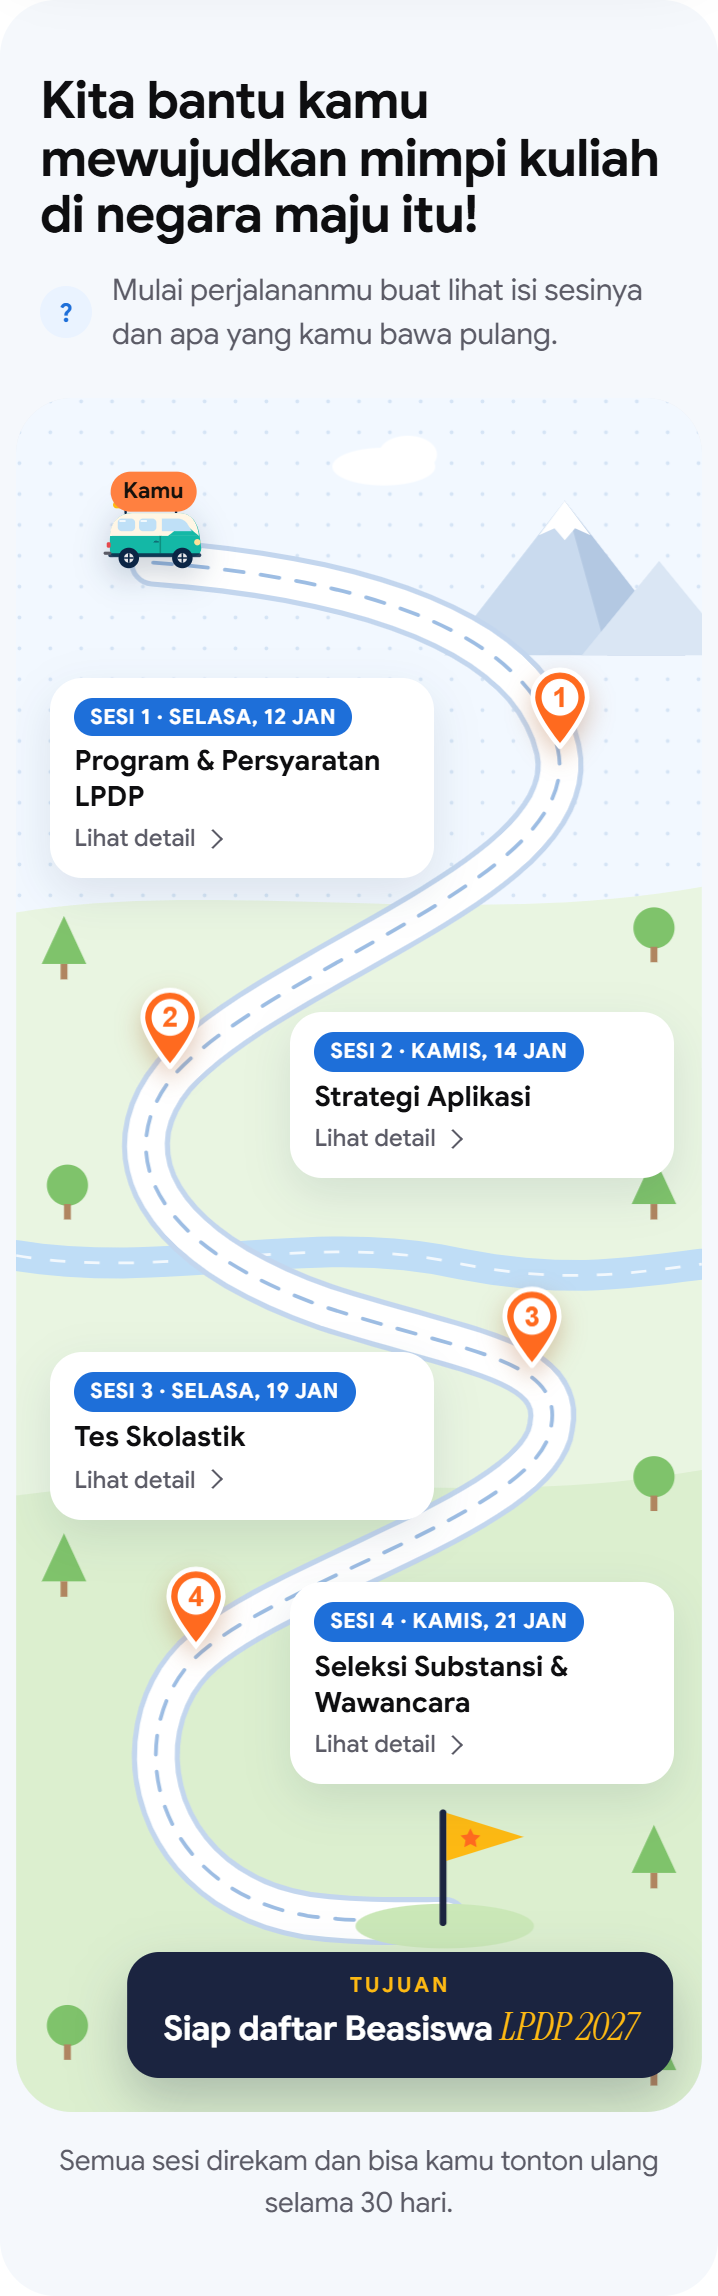 Kita bantu kamu
mewujudkan mimpi kuliah
di negara maju itu!
?
Mulai perjalananmu buat lihat isi sesinya
dan apa yang kamu bawa pulang.
Kamu
1
SESI 1 · SELASA, 12 JAN
Program & Persyaratan
LPDP
Lihat detail
2
SESI 2 · KAMIS, 14 JAN
Strategi Aplikasi
Lihat detail
3
SESI 3 · SELASA, 19 JAN
Tes Skolastik
Lihat detail
4
SESI 4 · KAMIS, 21 JAN
Seleksi Substansi &
Wawancara
Lihat detail
TUJUAN
Siap daftar Beasiswa LPDP 2027
Semua sesi direkam dan bisa kamu tonton ulang
selama 30 hari.